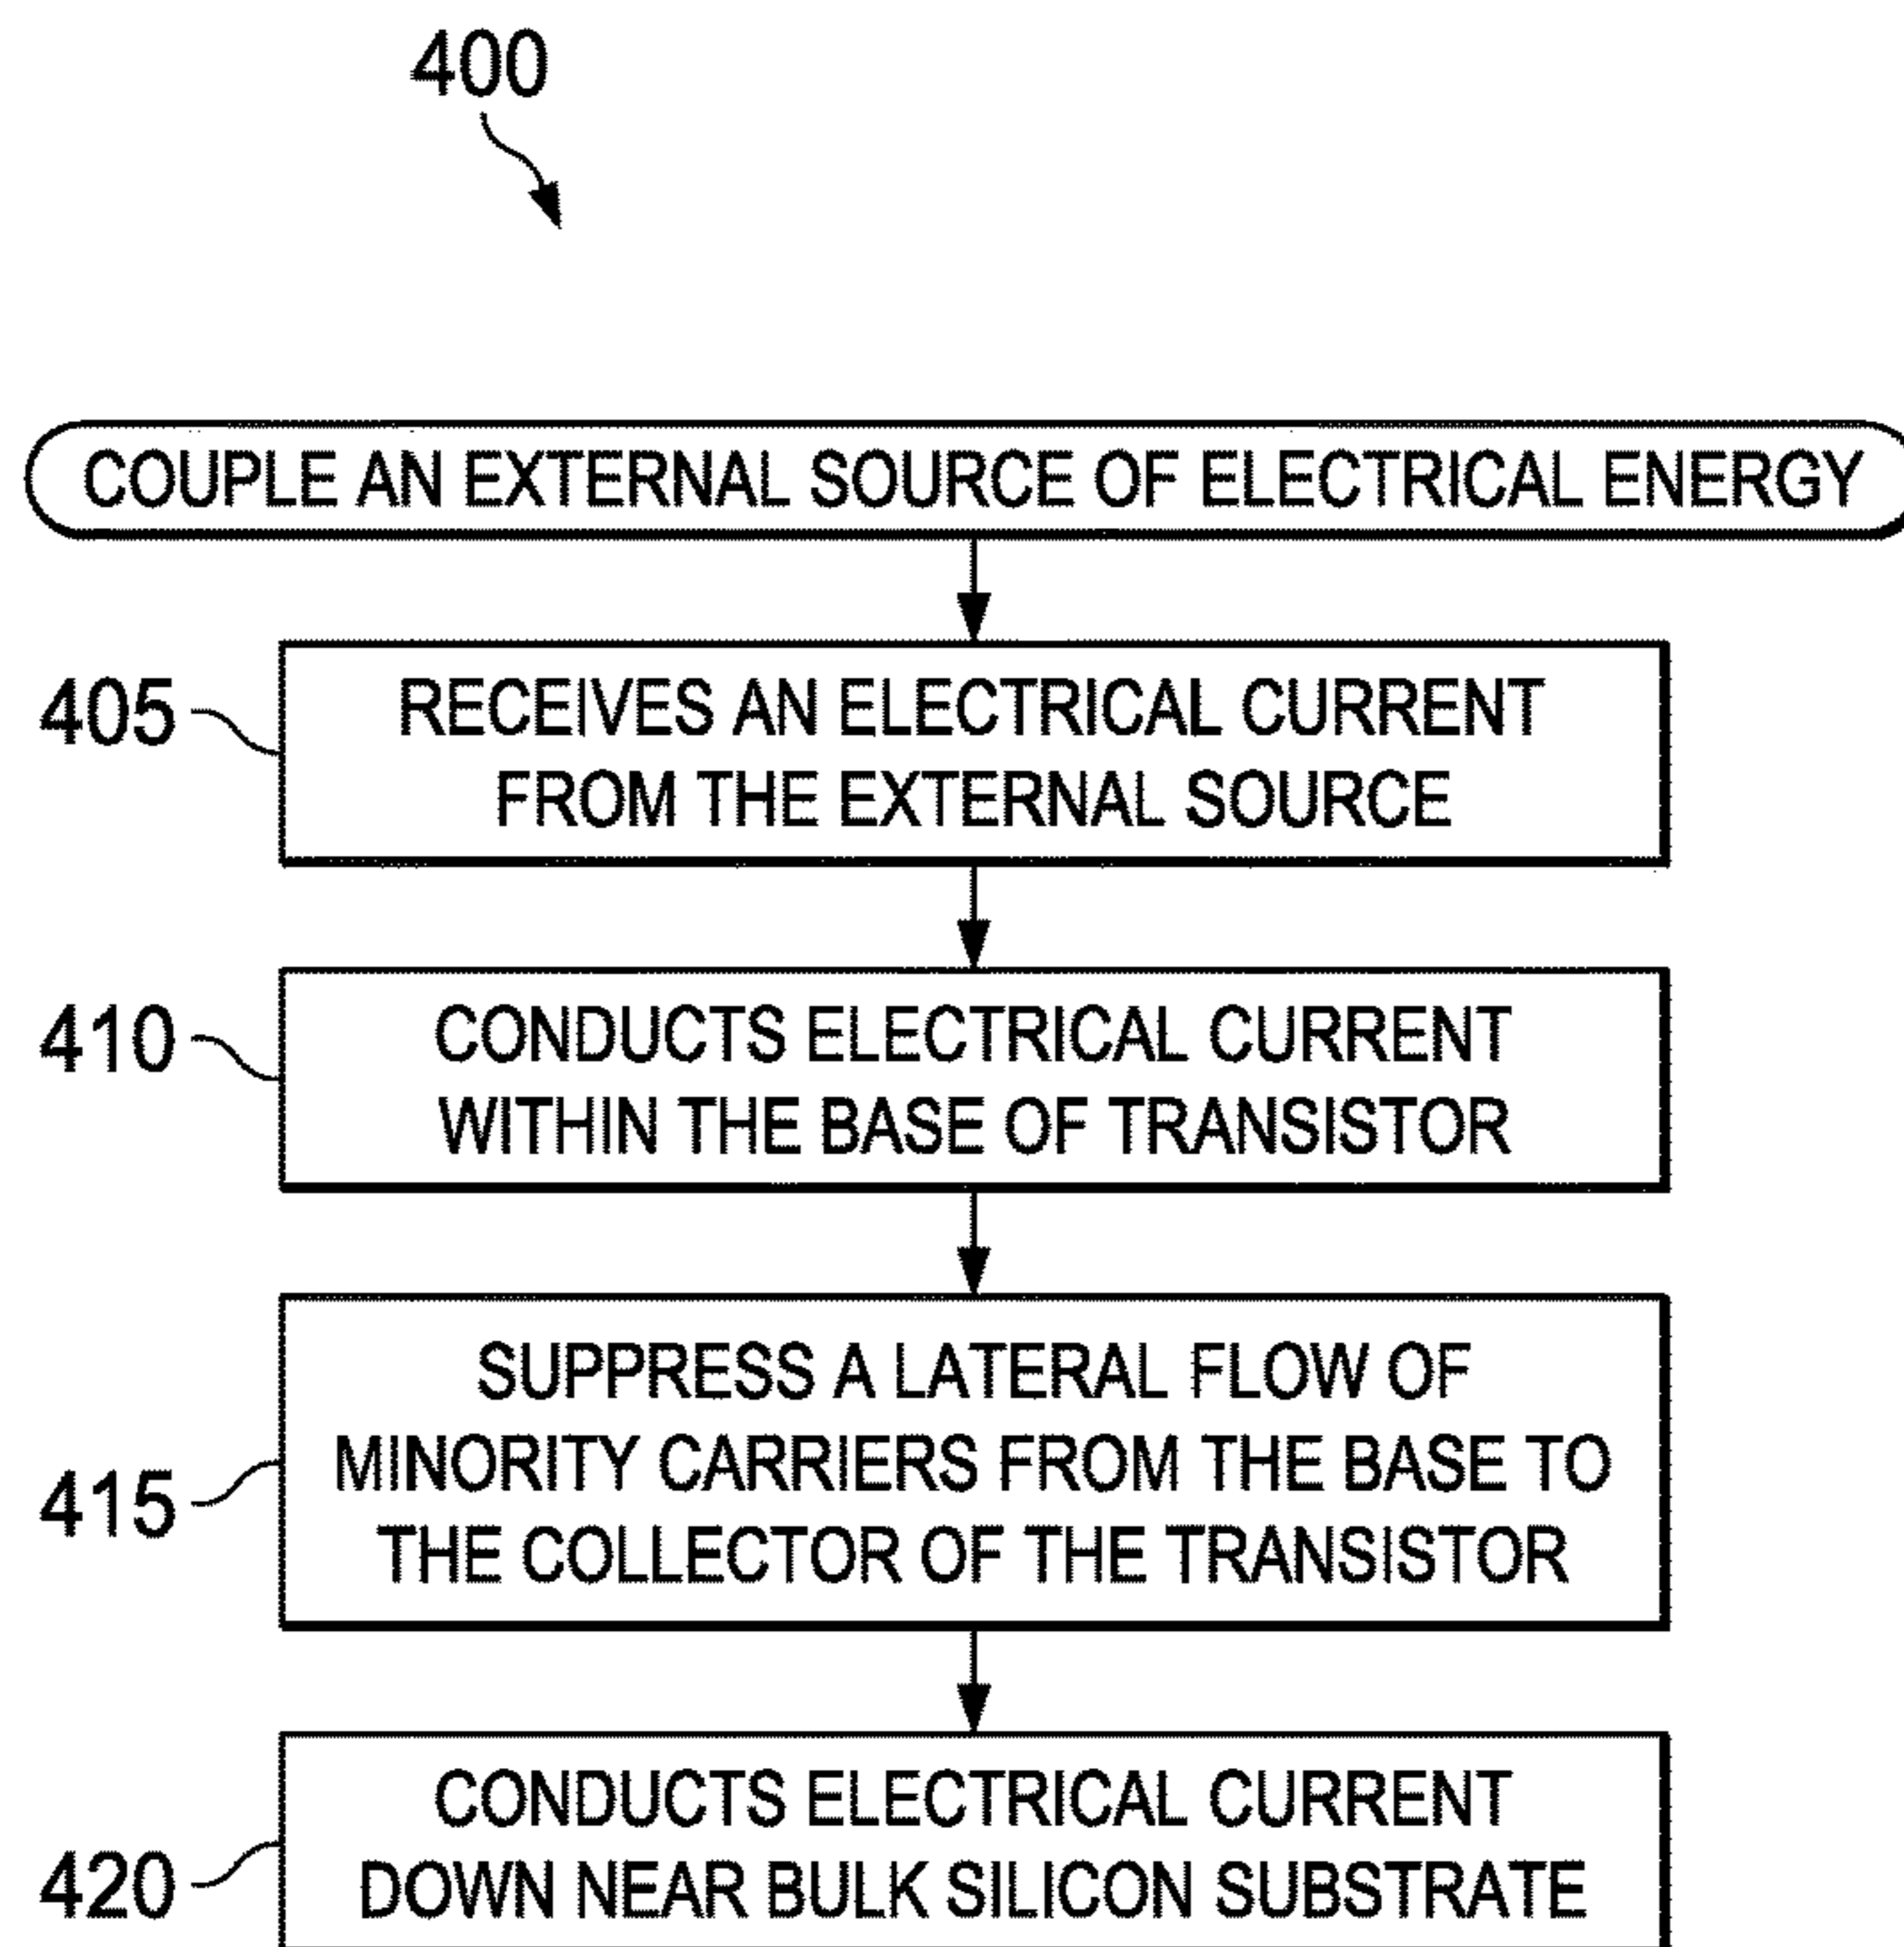 400
COUPLE AN EXTERNAL SOURCE OF ELECTRICAL ENERGY
405
RECEIVES AN ELECTRICAL CURRENT
FROM THE EXTERNAL SOURCE
410
CONDUCTS ELECTRICAL CURRENT
WITHIN THE BASE OF TRANSISTOR
415
SUPPRESS A LATERAL FLOW OF
MINORITY CARRIERS FROM THE BASE TO
THE COLLECTOR OF THE TRANSISTOR
420
CONDUCTS ELECTRICAL CURRENT
DOWN NEAR BULK SILICON SUBSTRATE